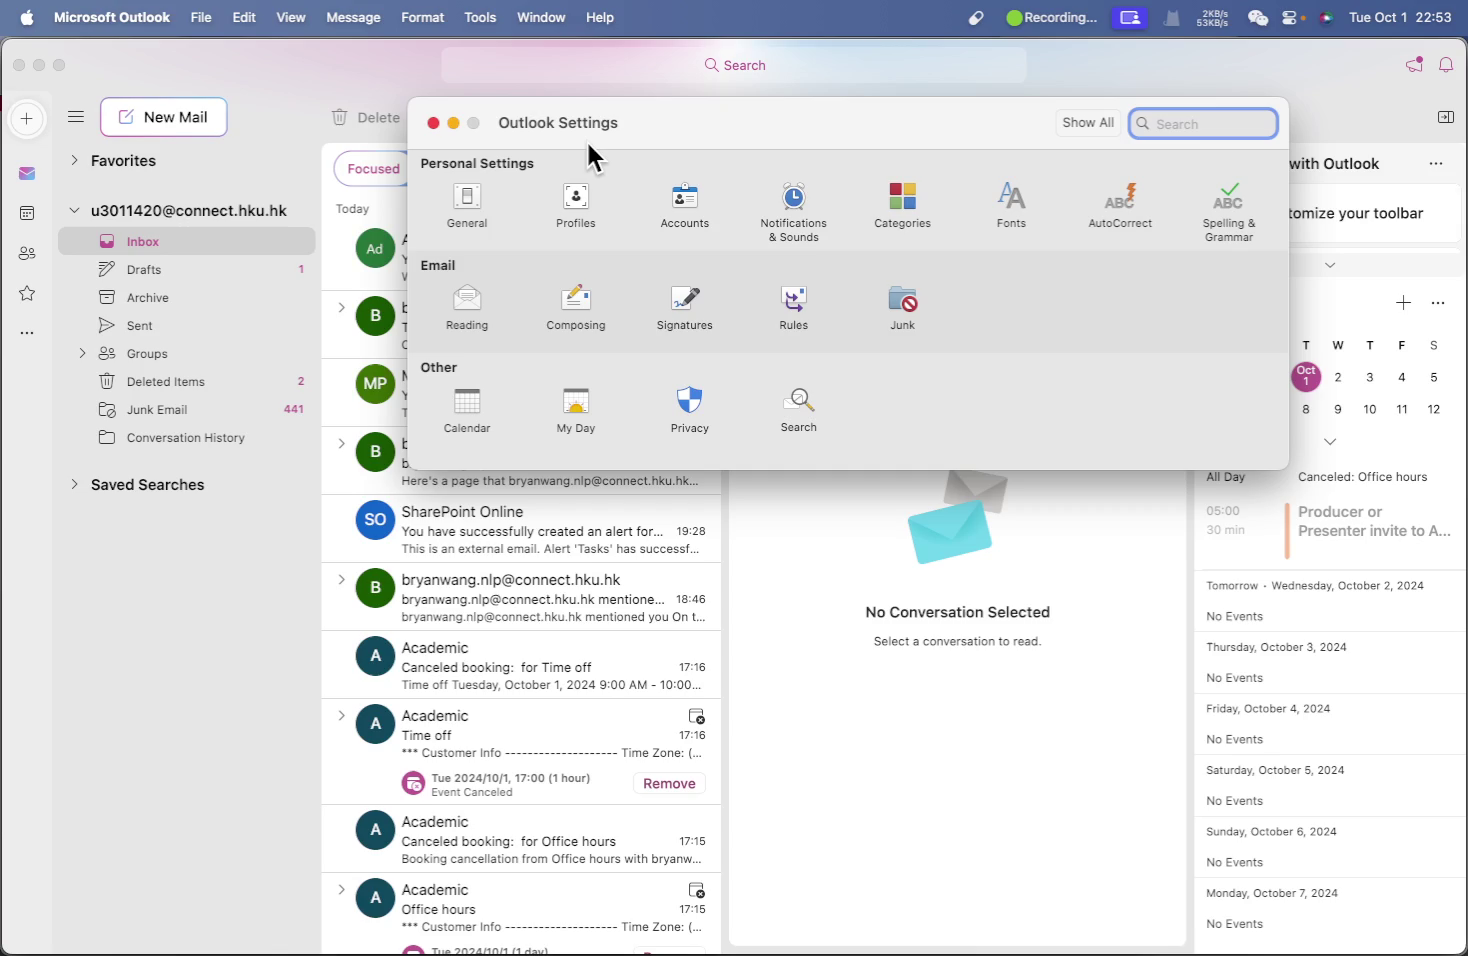 Microsoft Outlook File Edit View Message Format Tools Window Help
Recording... 2KB/s 53KB/s Tue Oct 1 22:53
Search
New Mail
Delete
Favorites
u3011420@connect.hku.hk
Inbox
Drafts 1
Archive
Sent
Groups
Deleted Items 2
Junk Email 441
Conversation History
Saved Searches
Focused
Today
Ad
B
MP
B
Here's a page that bryanwang.nlp@connect.hku.hk...
SO
SharePoint Online
You have successfully created an alert for... 19:28
This is an external email. Alert 'Tasks' has successf...
B
bryanwang.nlp@connect.hku.hk
bryanwang.nlp@connect.hku.hk mentione... 18:46
bryanwang.nlp@connect.hku.hk mentioned you On t...
A
Academic
Canceled booking: for Time off 17:16
Time off Tuesday, October 1, 2024 9:00 AM - 10:00...
A
Academic
Time off 17:16
*** Customer Info -------------------- Time Zone: (...
Tue 2024/10/1, 17:00 (1 hour)
Event Canceled
Remove
A
Academic
Canceled booking: for Office hours 17:15
Booking cancellation from Office hours with bryanw...
A
Academic
Office hours 17:15
*** Customer Info -------------------- Time Zone: (...
Tue 2024/10/1 (1 day)
Outlook Settings
Show All
Search
Personal Settings
General
Profiles
Accounts
Notifications
& Sounds
Categories
Fonts
AutoCorrect
Spelling &
Grammar
Email
Reading
Composing
Signatures
Rules
Junk
Other
Calendar
My Day
Privacy
Search
No Conversation Selected
Select a conversation to read.
with Outlook
tomize your toolbar
T W T F S
Oct 1 2 3 4 5
8 9 10 11 12
All Day Canceled: Office hours
05:00 Producer or
30 min Presenter invite to A...
Tomorrow · Wednesday, October 2, 2024
No Events
Thursday, October 3, 2024
No Events
Friday, October 4, 2024
No Events
Saturday, October 5, 2024
No Events
Sunday, October 6, 2024
No Events
Monday, October 7, 2024
No Events